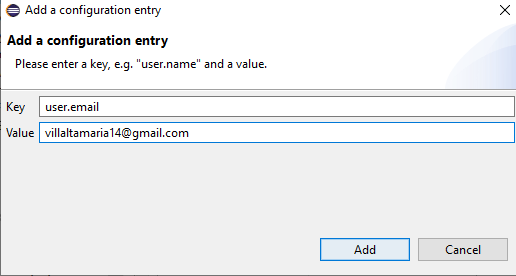 Add a configuration entry
Add a configuration entry
Please enter a key, e.g. "user.name" and a value.
Key user.email
Value villaltamaria14@gmail.com
Add Cancel